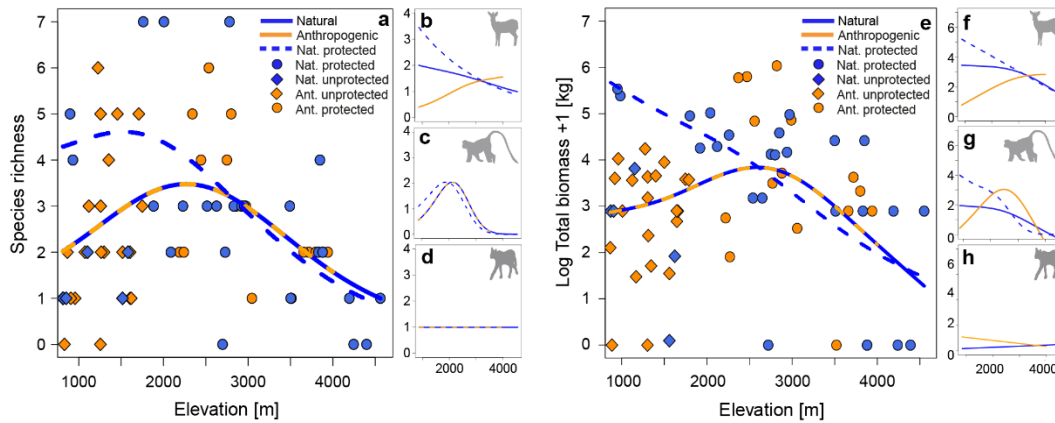 a
Natural
Anthropogenic
Nat. protected
Nat. protected
Nat. unprotected
Ant. unprotected
Ant. protected
Species richness
7
6
5
4
3
2
1
0
1000
2000
3000
4000
Elevation [m]
b
4
3
2
1
0
c
4
3
2
1
0
d
4
3
2
1
0
2000
4000
e
Natural
Anthropogenic
Nat. protected
Nat. protected
Nat. unprotected
Ant. unprotected
Ant. protected
Log Total biomass +1 [kg]
7
6
5
4
3
2
1
0
1000
2000
3000
4000
Elevation [m]
f
6
4
2
0
g
6
4
2
0
h
6
4
2
0
2000
4000